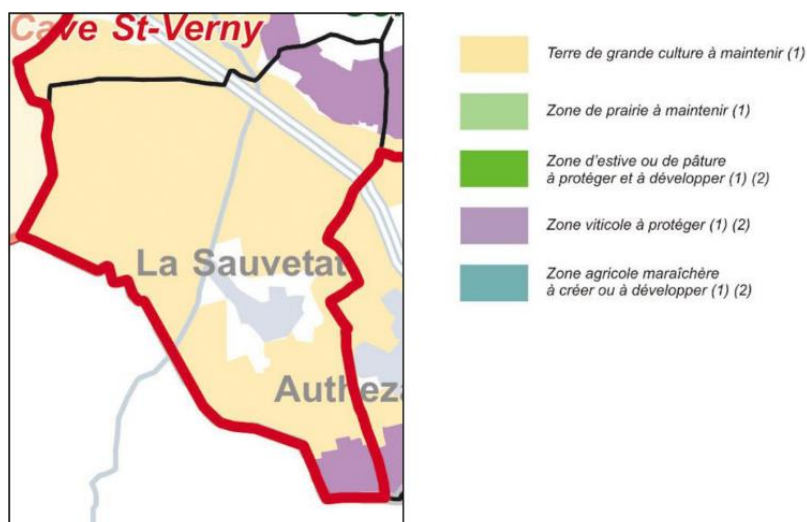 Cave St-Verny
La Sauvetat
Autheza
Terre de grande culture à maintenir (1)
Zone de prairie à maintenir (1)
Zone d'estive ou de pâture
à protéger et à développer (1) (2)
Zone viticole à protéger (1) (2)
Zone agricole maraîchère
à créer ou à développer (1) (2)